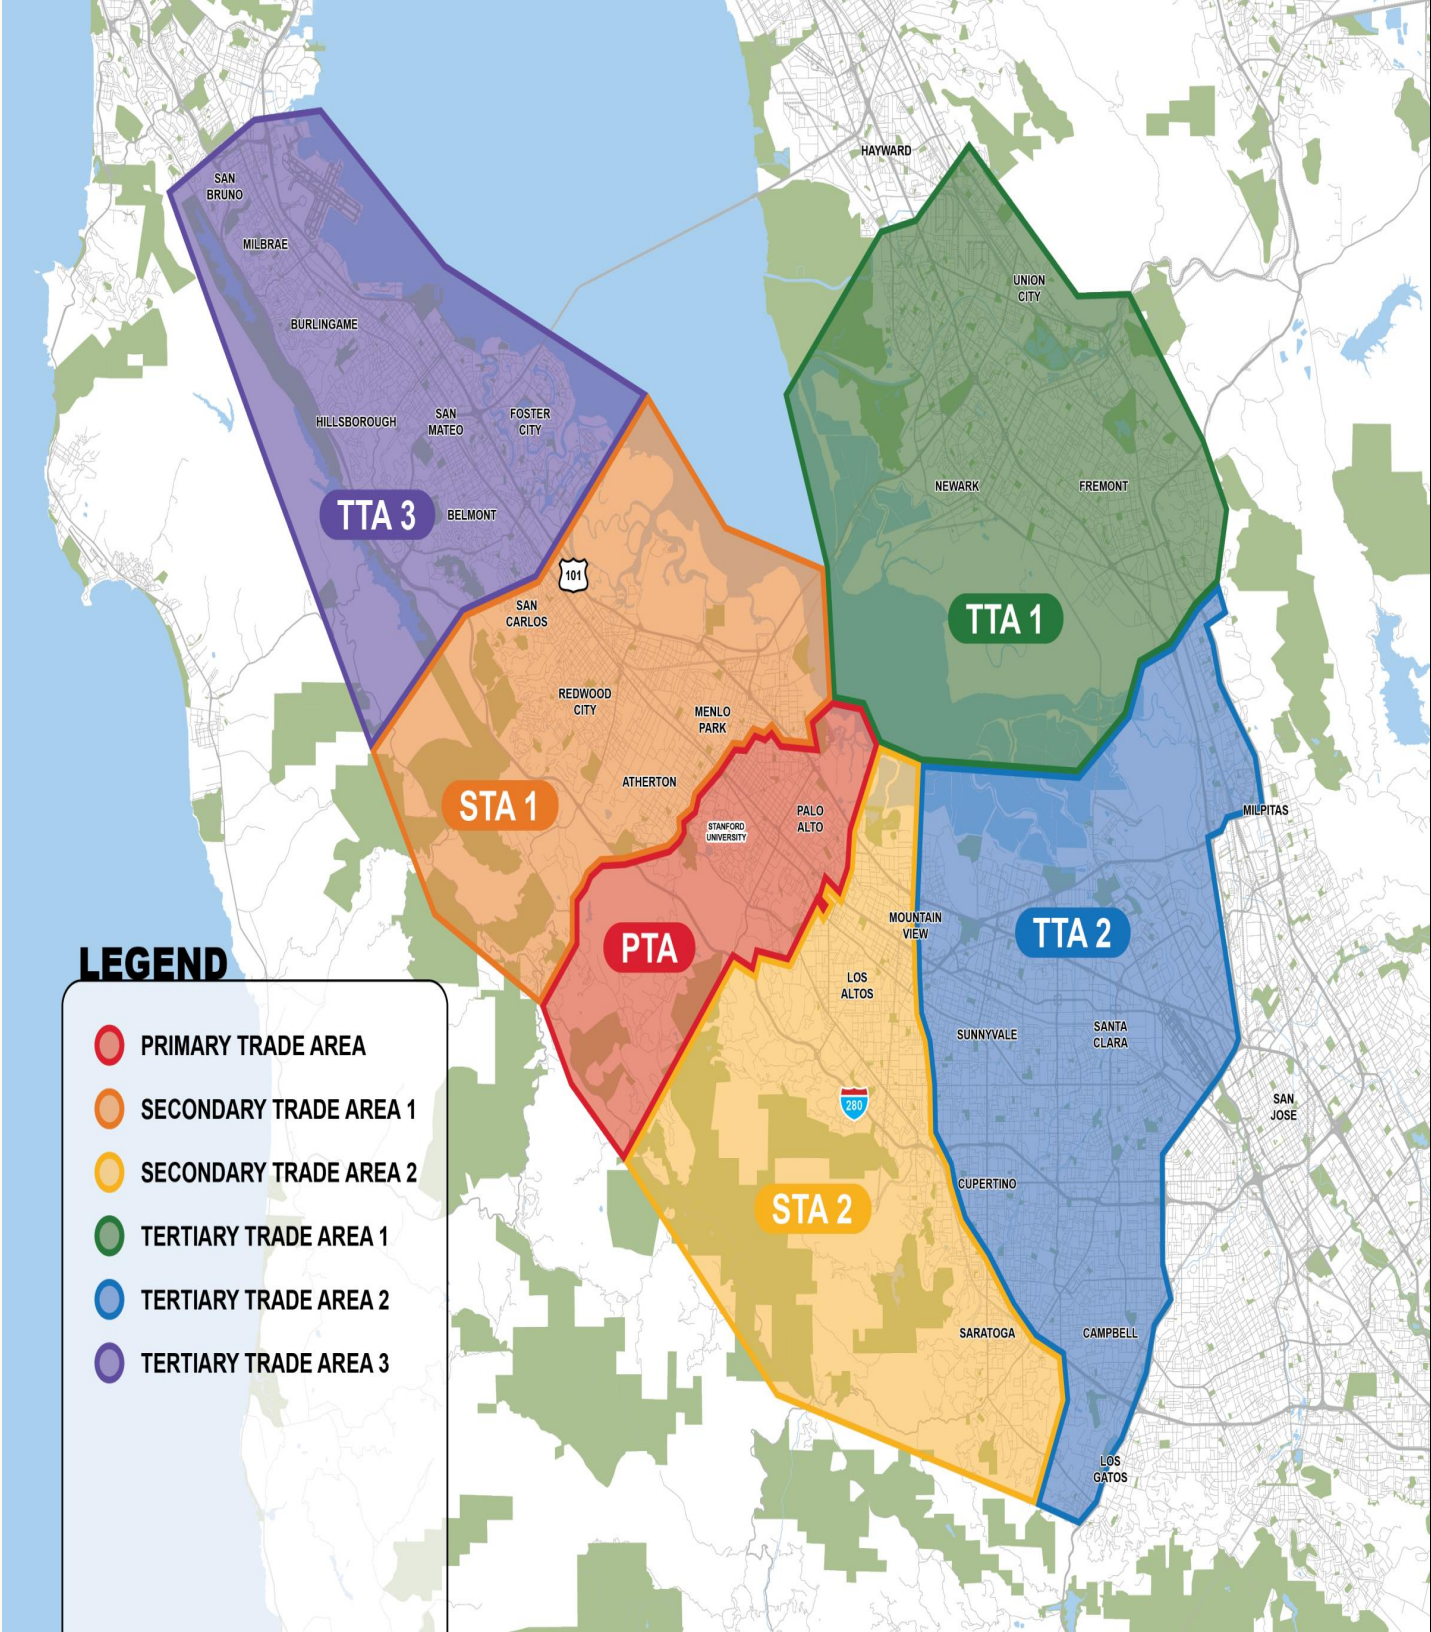 HAYWARD
SAN
BRUNO
MILBRAE
UNION
CITY
BURLINGAME
HILLSBOROUGH
SAN
MATEO
FOSTER
CITY
NEWARK
FREMONT
TTA 3
BELMONT
101
SAN
CARLOS
TTA 1
REDWOOD
CITY
MENLO
PARK
ATHERTON
STA 1
STANFORD
UNIVERSITY
PALO
ALTO
MILPITAS
PTA
MOUNTAIN
VIEW
TTA 2
LOS
ALTOS
SUNNYVALE
SANTA
CLARA
280
SAN
JOSE
CUPERTINO
STA 2
SARATOGA
CAMPBELL
LOS
GATOS
LEGEND
PRIMARY TRADE AREA
SECONDARY TRADE AREA 1
SECONDARY TRADE AREA 2
TERTIARY TRADE AREA 1
TERTIARY TRADE AREA 2
TERTIARY TRADE AREA 3